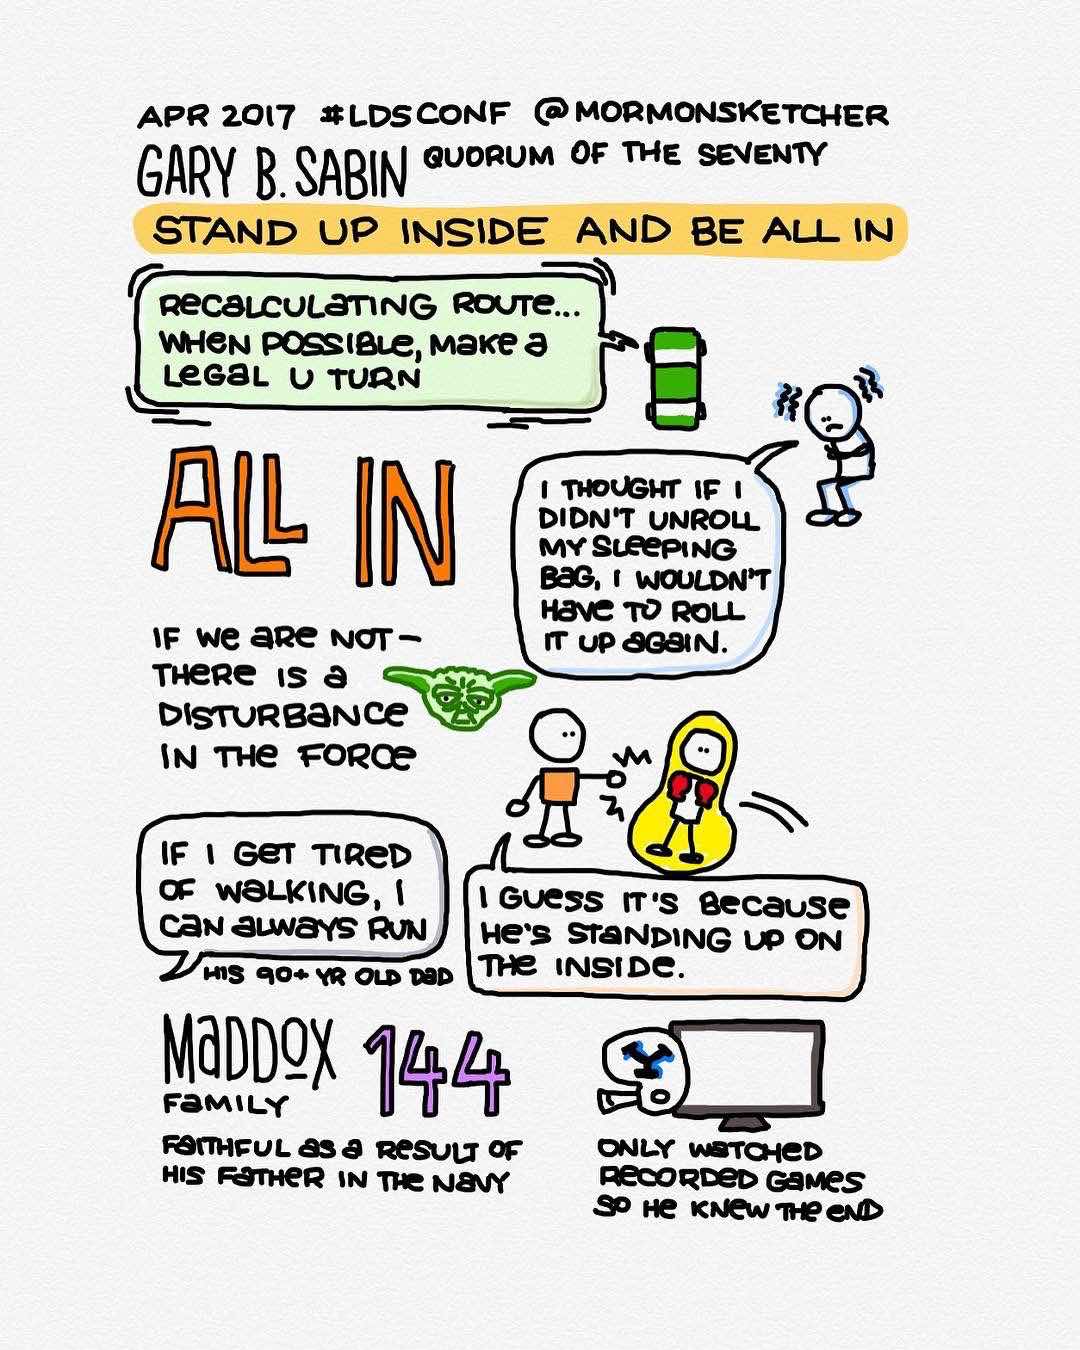 APR 2017 #LDSCONF @MORMONSKETCHER
GARY B. SABIN QUORUM OF THE SEVENTY
STAND UP INSIDE AND BE ALL IN
RECALCULATING ROUTE...
WHEN POSSIBLE, MAKE A
LEGAL U TURN
ALL IN
I THOUGHT IF I
DIDN'T UNROLL
MY SLEEPING
BAG, I WOULDN'T
HAVE TO ROLL
IT UP AGAIN.
IF WE ARE NOT -
THERE IS A
DISTURBANCE
IN THE FORCE
IF I GET TIRED
OF WALKING, I
CAN ALWAYS RUN
HIS 90+ YR OLD DAD
I GUESS IT'S BECAUSE
HE'S STANDING UP ON
THE INSIDE.
MADDOX 144
FAMILY
FAITHFUL AS A RESULT OF
HIS FATHER IN THE NAVY
Y
ONLY WATCHED
RECORDED GAMES
SO HE KNEW THE END